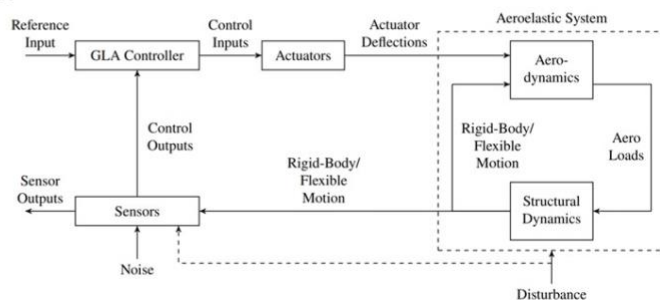 Reference
Input
GLA Controller
Control
Inputs
Actuators
Actuator
Deflections
Aeroelastic System
Aero-
dynamics
Control
Outputs
Rigid-Body/
Flexible
Motion
Rigid-Body/
Flexible
Motion
Aero
Loads
Sensor
Outputs
Sensors
Structural
Dynamics
Noise
Disturbance